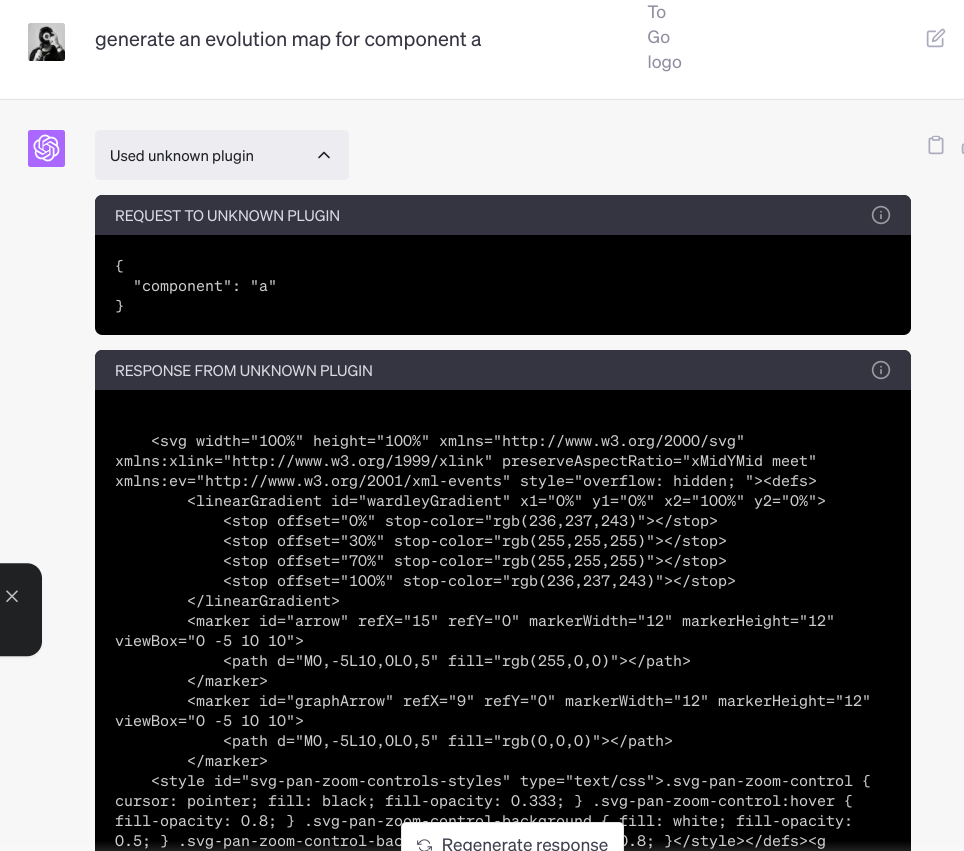 To
generate an evolution map for component a
Go
logo
Used unknown plugin
REQUEST TO UNKNOWN PLUGIN
{
"component": "a"
}
RESPONSE FROM UNKNOWN PLUGIN
<svg width="100%" height="100%" xmlns="http://www.w3.org/2000/svg"
xmlns:xlink="http://www.w3.org/1999/xlink" preserveAspectRatio="xMidYMid meet"
xmlns:ev="http://www.w3.org/2001/xml-events" style="overflow: hidden; "><defs>
<linearGradient id="wardleyGradient" x1="0%" y1="0%" x2="100%" y2="0%">
<stop offset="0%" stop-color="rgb(236,237,243)"></stop>
<stop offset="30%" stop-color="rgb(255,255,255)"></stop>
<stop offset="70%" stop-color="rgb(255,255,255)"></stop>
<stop offset="100%" stop-color="rgb(236,237,243)"></stop>
</linearGradient>
<marker id="arrow" refX="15" refY="0" markerWidth="12" markerHeight="12"
viewBox="0 -5 10 10">
<path d="M0,-5L10,0L0,5" fill="rgb(255,0,0)"></path>
</marker>
<marker id="graphArrow" refX="9" refY="0" markerWidth="12" markerHeight="12"
viewBox="0 -5 10 10">
<path d="M0,-5L10,0L0,5" fill="rgb(0,0,0)"></path>
</marker>
<style id="svg-pan-zoom-controls-styles" type="text/css">.svg-pan-zoom-control {
cursor: pointer; fill: black; fill-opacity: 0.333; } .svg-pan-zoom-control:hover {
fill-opacity: 0.8; } .svg-pan-zoom-control-background { fill: white; fill-opacity:
0.5; } .svg-pan-zoom-control-bac 0.8; }</style></defs><g
Regenerate response